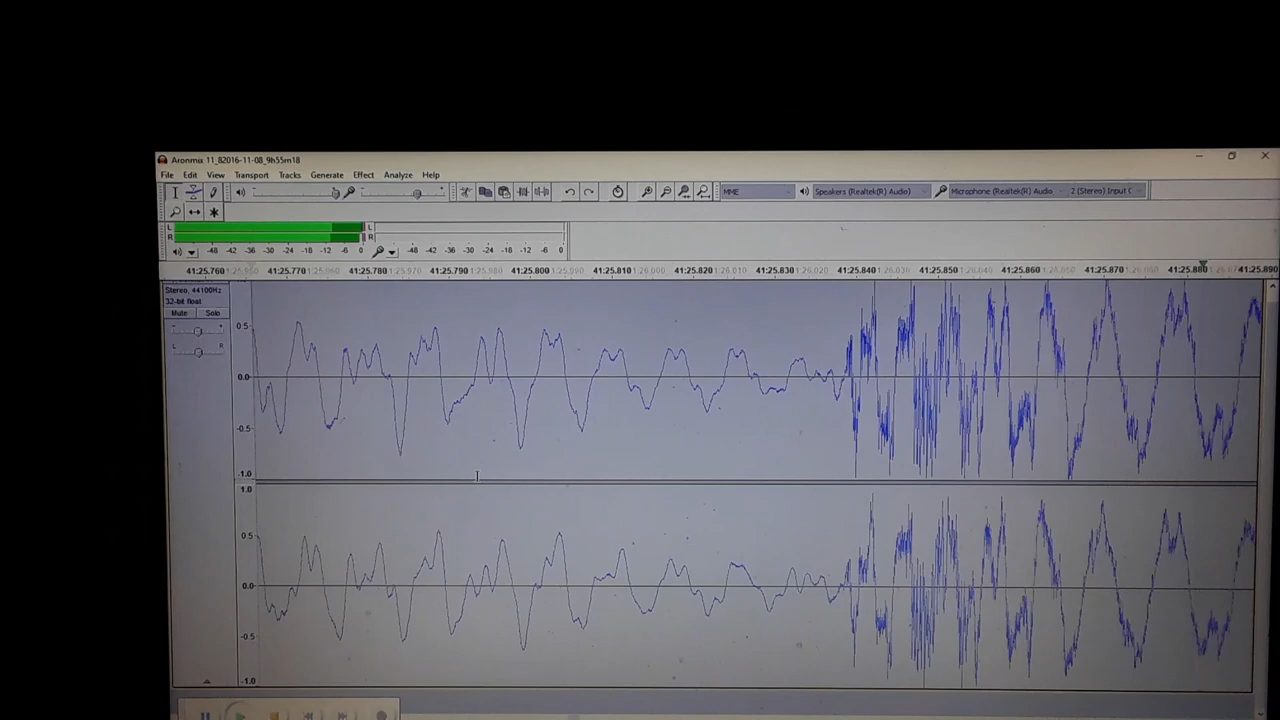 Aronmix 11_82016-11-08_9h55m18
File Edit View Transport Tracks Generate Effect Analyze Help
MME Speakers (Realtek(R) Audio) Microphone (Realtek(R) Audio 2 (Stereo) Input C
L L
R R
-48 -42 -36 -30 -24 -18 -12 -6 0 -48 -42 -36 -30 -24 -18 -12 -6 0
41:25.760 41:25.770 41:25.780 41:25.790 41:25.800 41:25.810 41:25.820 41:25.830 41:25.840 41:25.850 41:25.860 41:25.870 41:25.880 41:25.890
Stereo, 44100Hz
32-bit float
Mute Solo
- +
L R
0.5
0.0
-0.5
-1.0
1.0
0.5
0.0
-0.5
-1.0